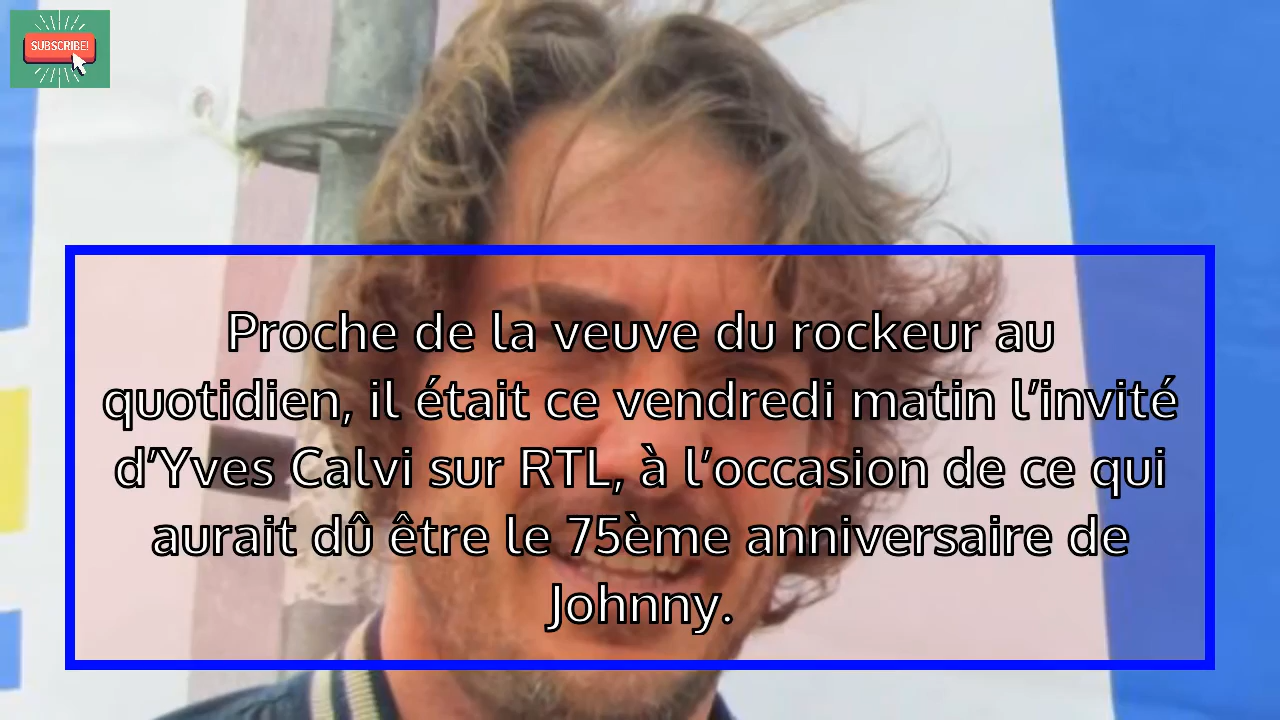 SUBSCRIBE!
Proche de la veuve du rockeur au
quotidien, il était ce vendredi matin l’invité
d’Yves Calvi sur RTL, à l’occasion de ce qui
aurait dû être le 75ème anniversaire de
Johnny.